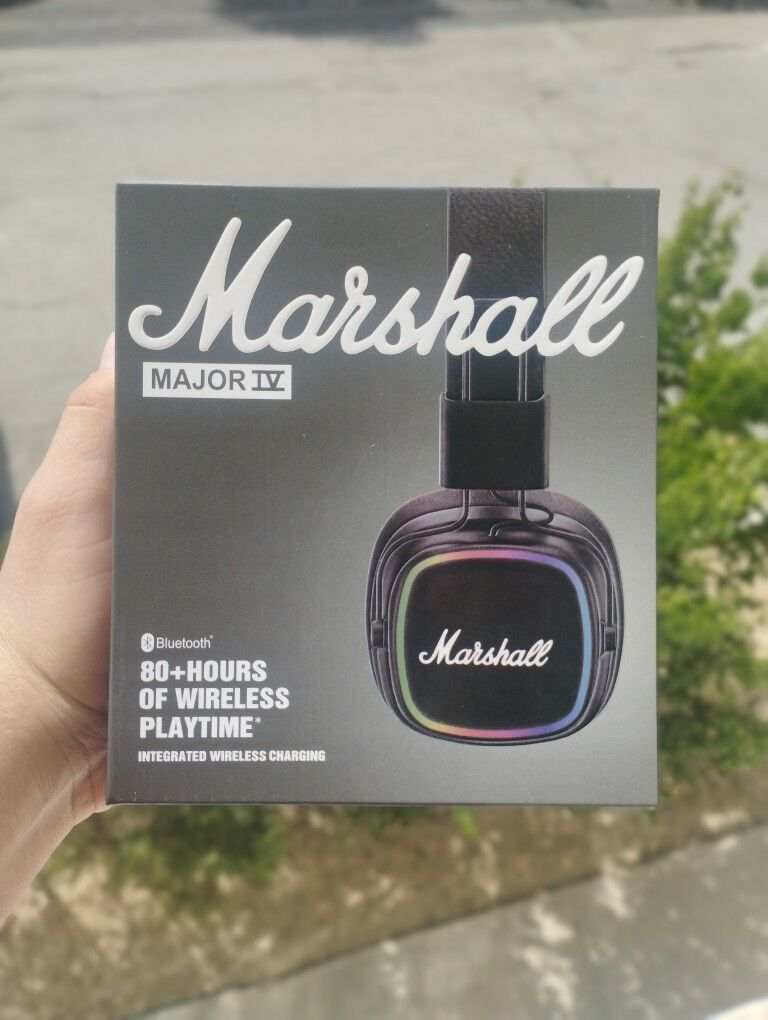 Marshall
MAJOR IV
Marshall
Bluetooth®
80+HOURS
OF WIRELESS
PLAYTIME*
INTEGRATED WIRELESS CHARGING